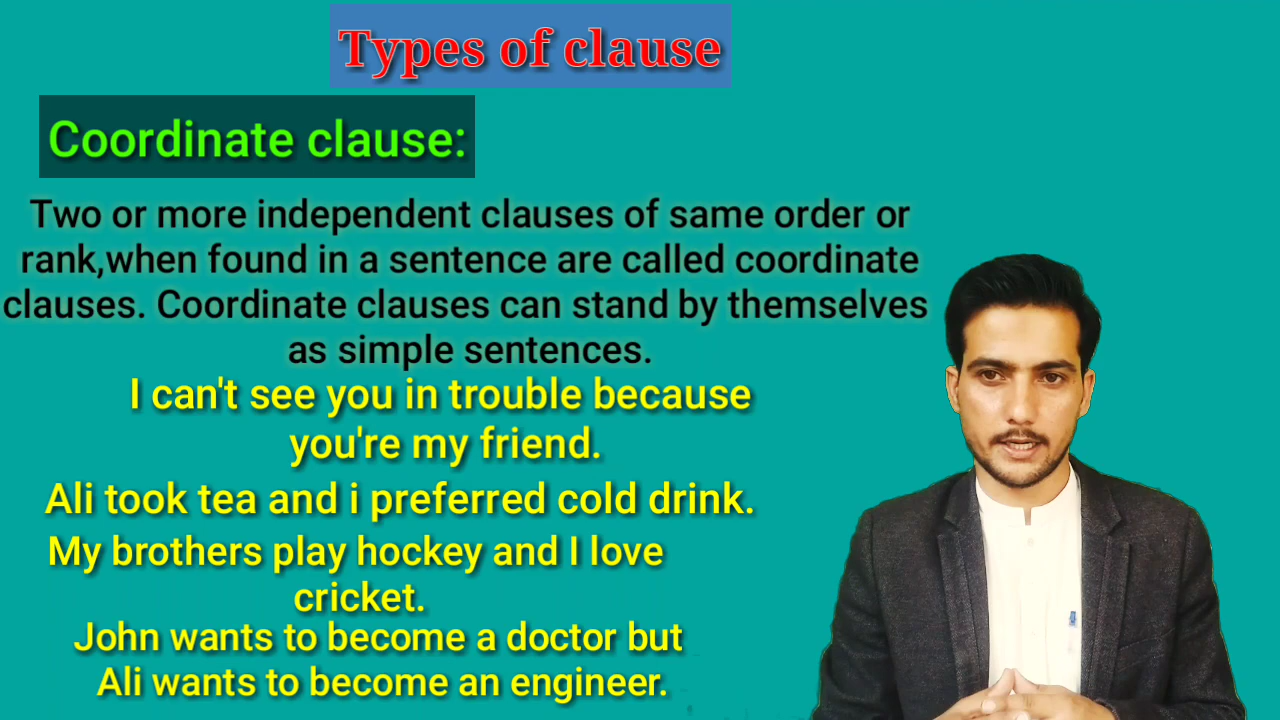 Types of clause
Coordinate clause:
Two or more independent clauses of same order or
rank,when found in a sentence are called coordinate
clauses. Coordinate clauses can stand by themselves
as simple sentences.
I can't see you in trouble because
you're my friend.
Ali took tea and i preferred cold drink.
My brothers play hockey and I love
cricket.
John wants to become a doctor but
Ali wants to become an engineer.